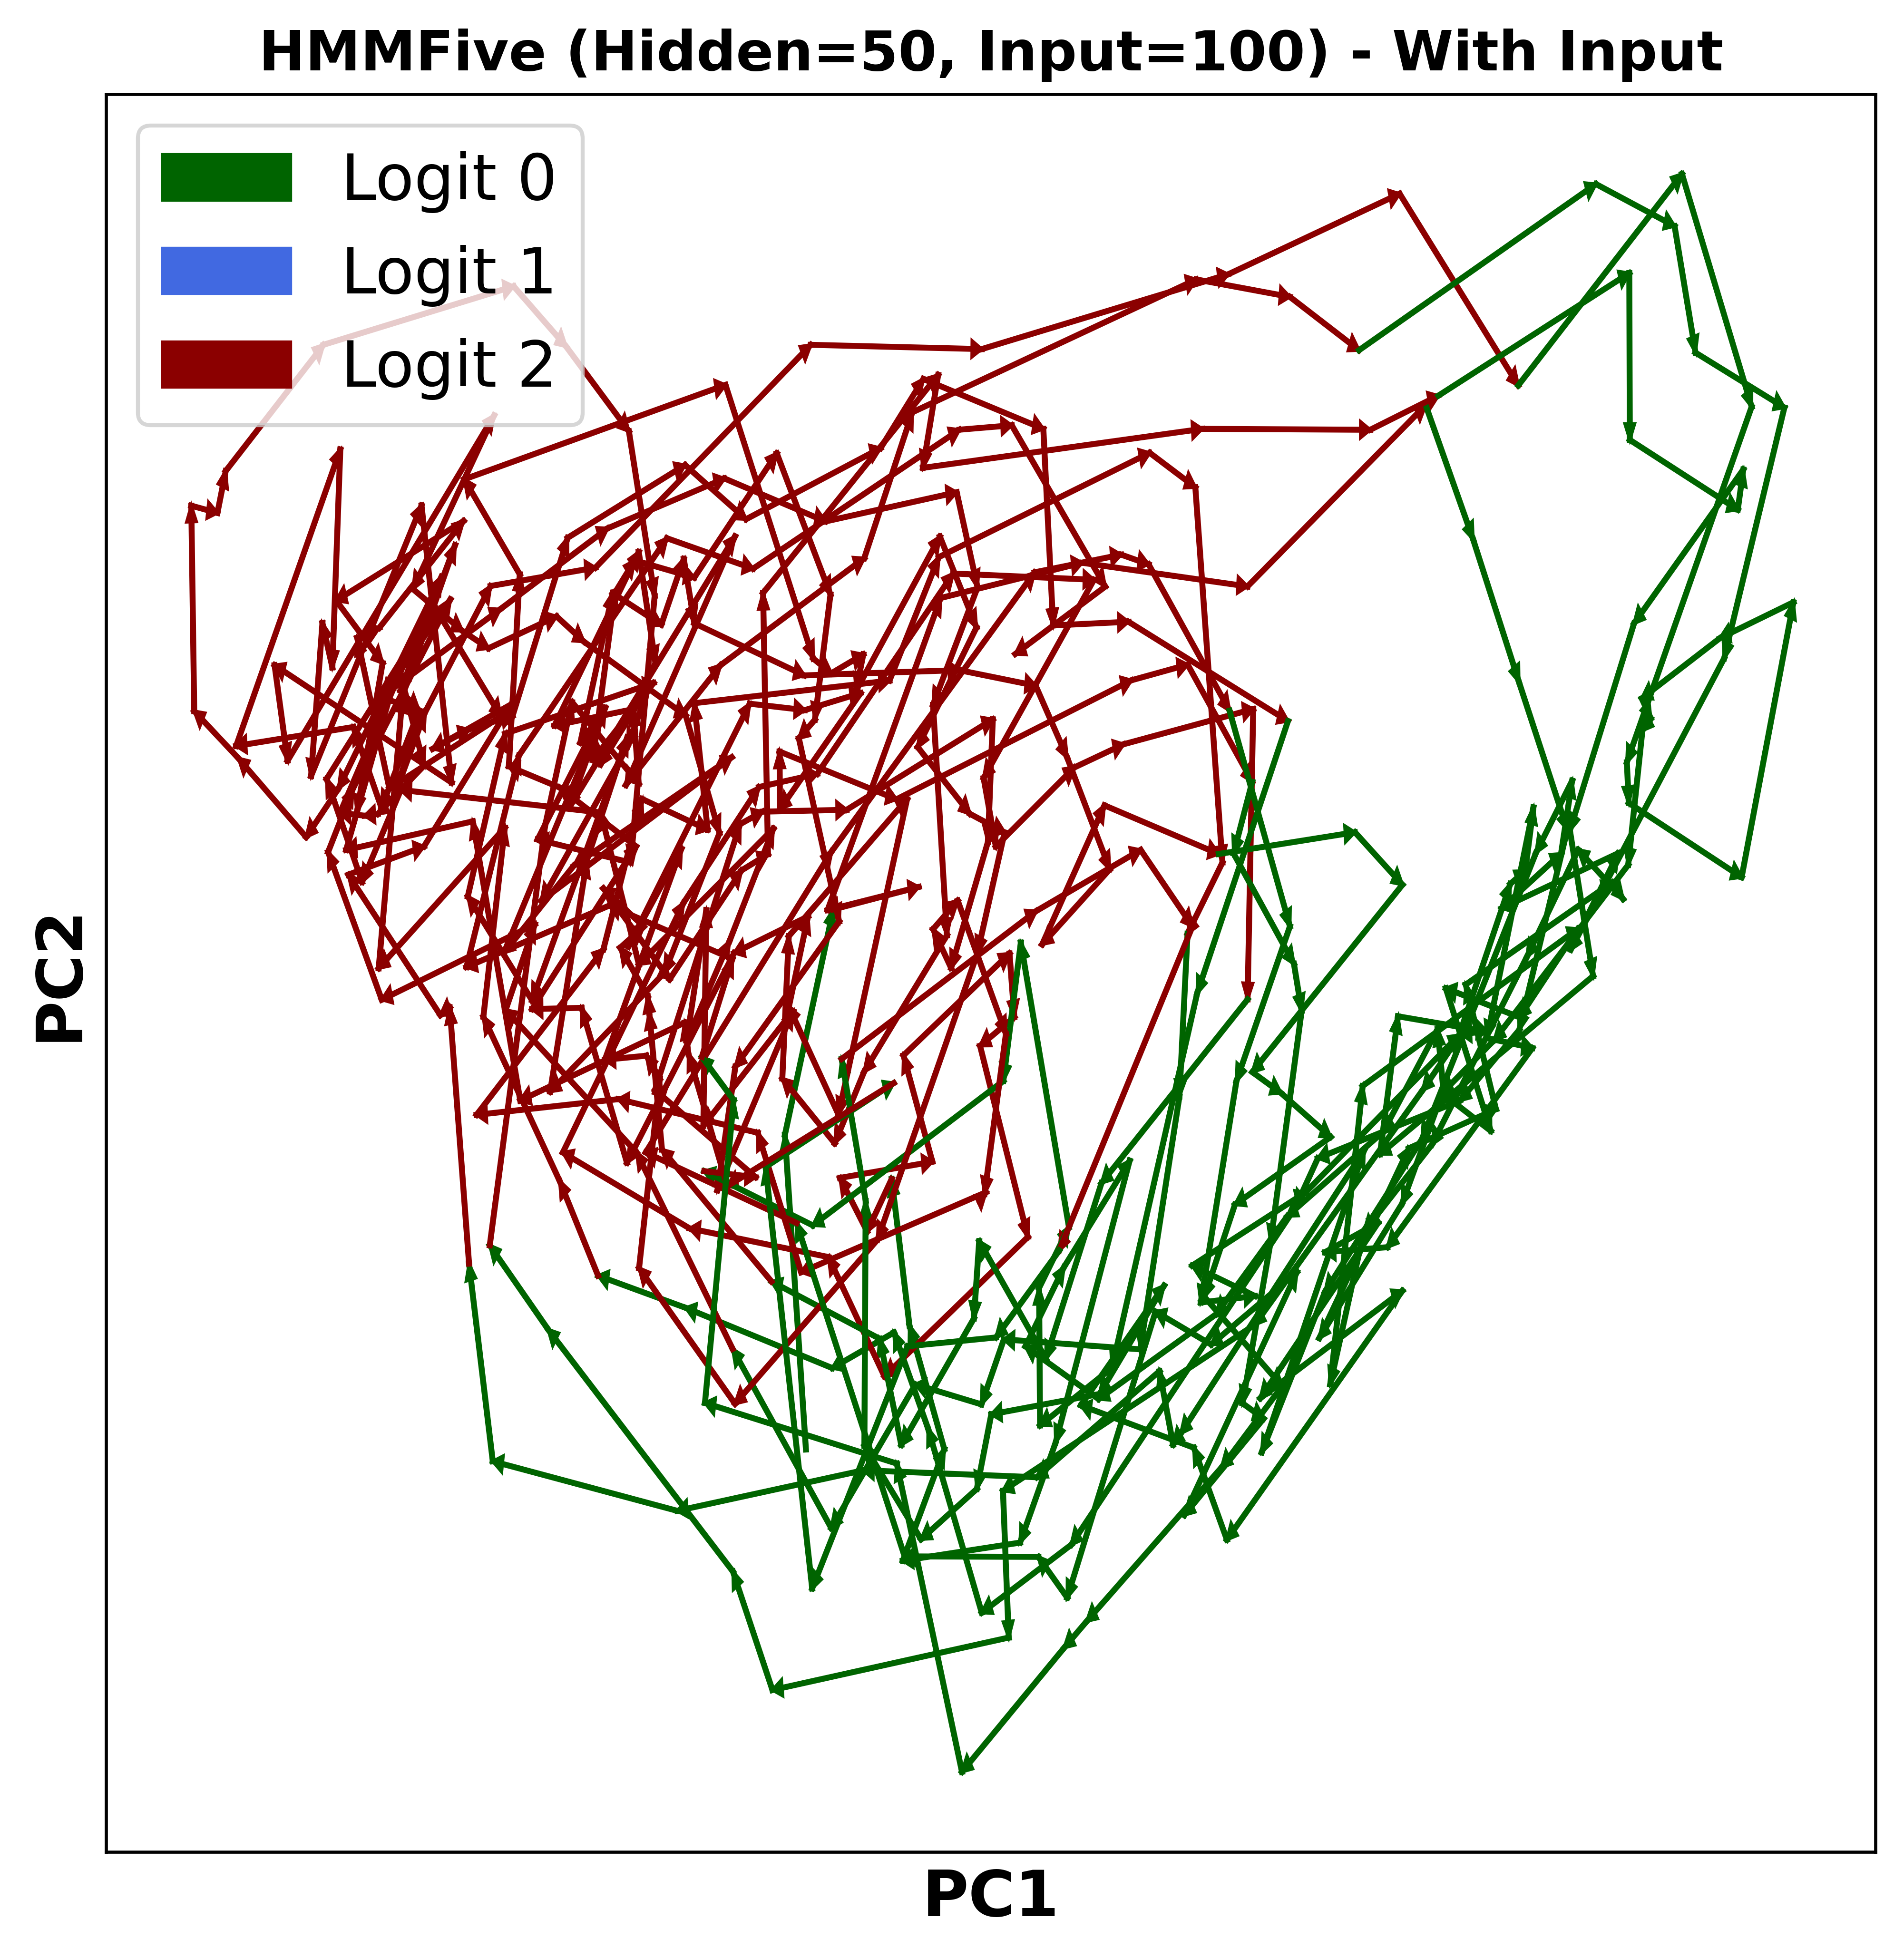 HMMFive (Hidden=50, Input=100) - With Input
Logit 0
Logit 1
Logit 2
PC2
PC1